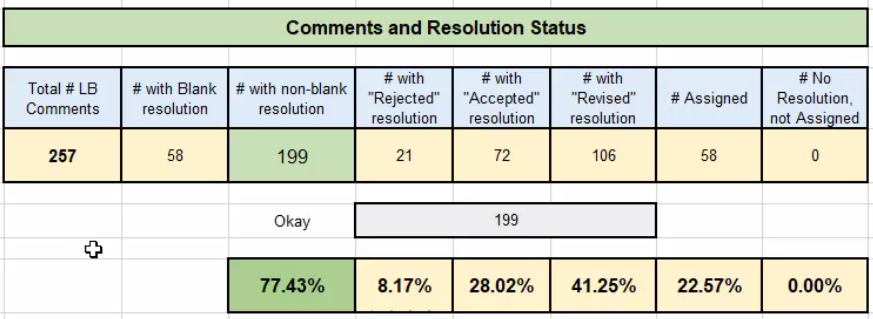 Comments and Resolution Status
Total # LB
Comments
# with Blank
resolution
# with non-blank
resolution
# with
"Rejected"
resolution
# with
"Accepted"
resolution
# with
"Revised"
resolution
# Assigned
# No
Resolution,
not Assigned
257
58
199
21
72
106
58
0
Okay
199
77.43%
8.17%
28.02%
41.25%
22.57%
0.00%